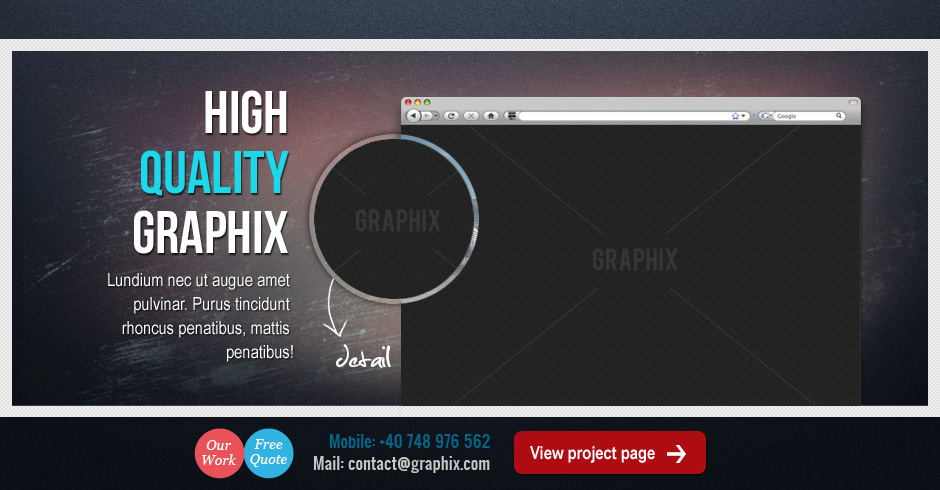 HIGH
QUALITY
GRAPHIX
Lundium nec ut augue amet
pulvinar. Purus tincidunt
rhoncus penatibus, mattis
penatibus!
Google
GRAPHIX
GRAPHIX
detail
Our
Work
Free
Quote
Mobile: +40 748 976 562
Mail: contact@graphix.com
View project page